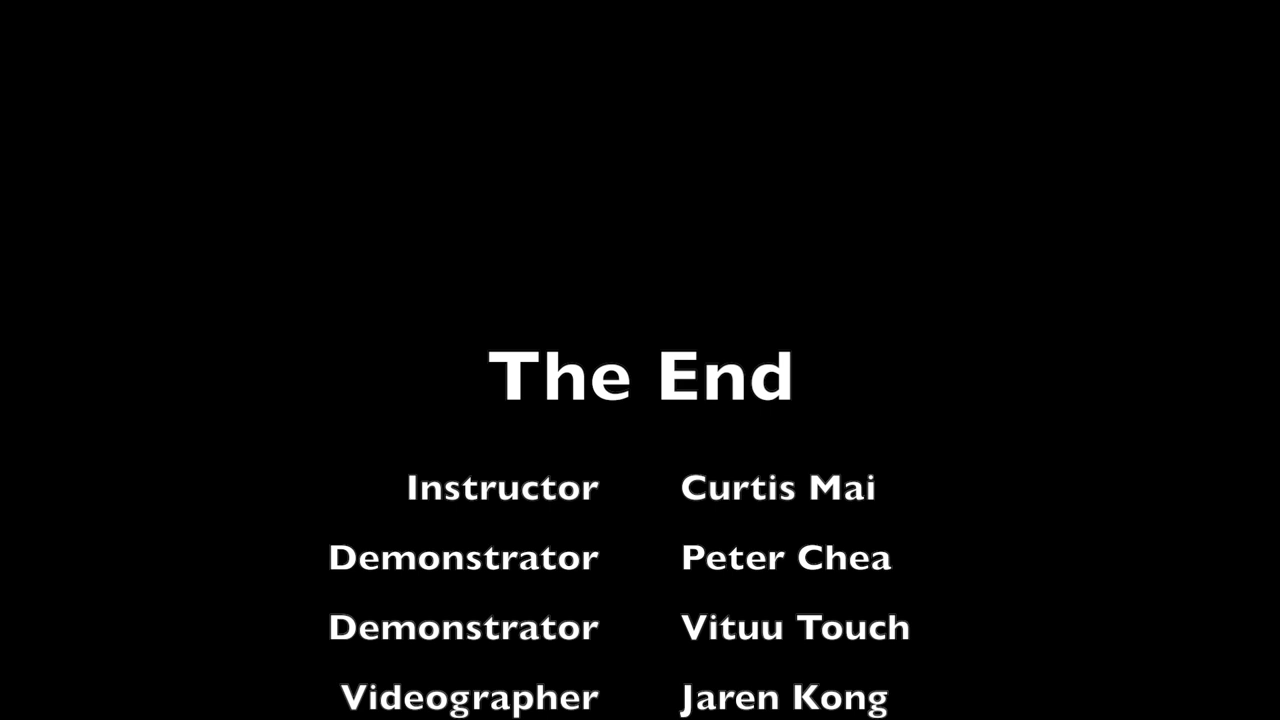 The End
Instructor Curtis Mai
Demonstrator Peter Chea
Demonstrator Vituu Touch
Videographer Jaren Kong